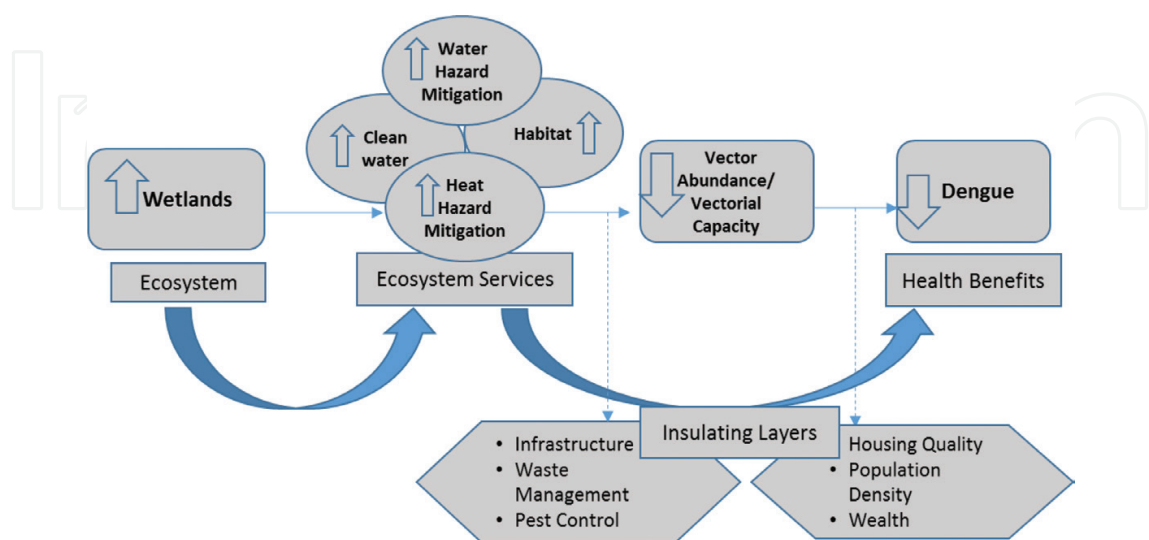 Water
Hazard
Mitigation
Clean
water
Habitat
Heat
Hazard
Mitigation
Wetlands
Vector
Abundance/
Vectorial
Capacity
Dengue
Ecosystem
Ecosystem Services
Health Benefits
Insulating Layers
• Infrastructure
• Waste
Management
• Pest Control
Housing Quality
• Population
Density
• Wealth